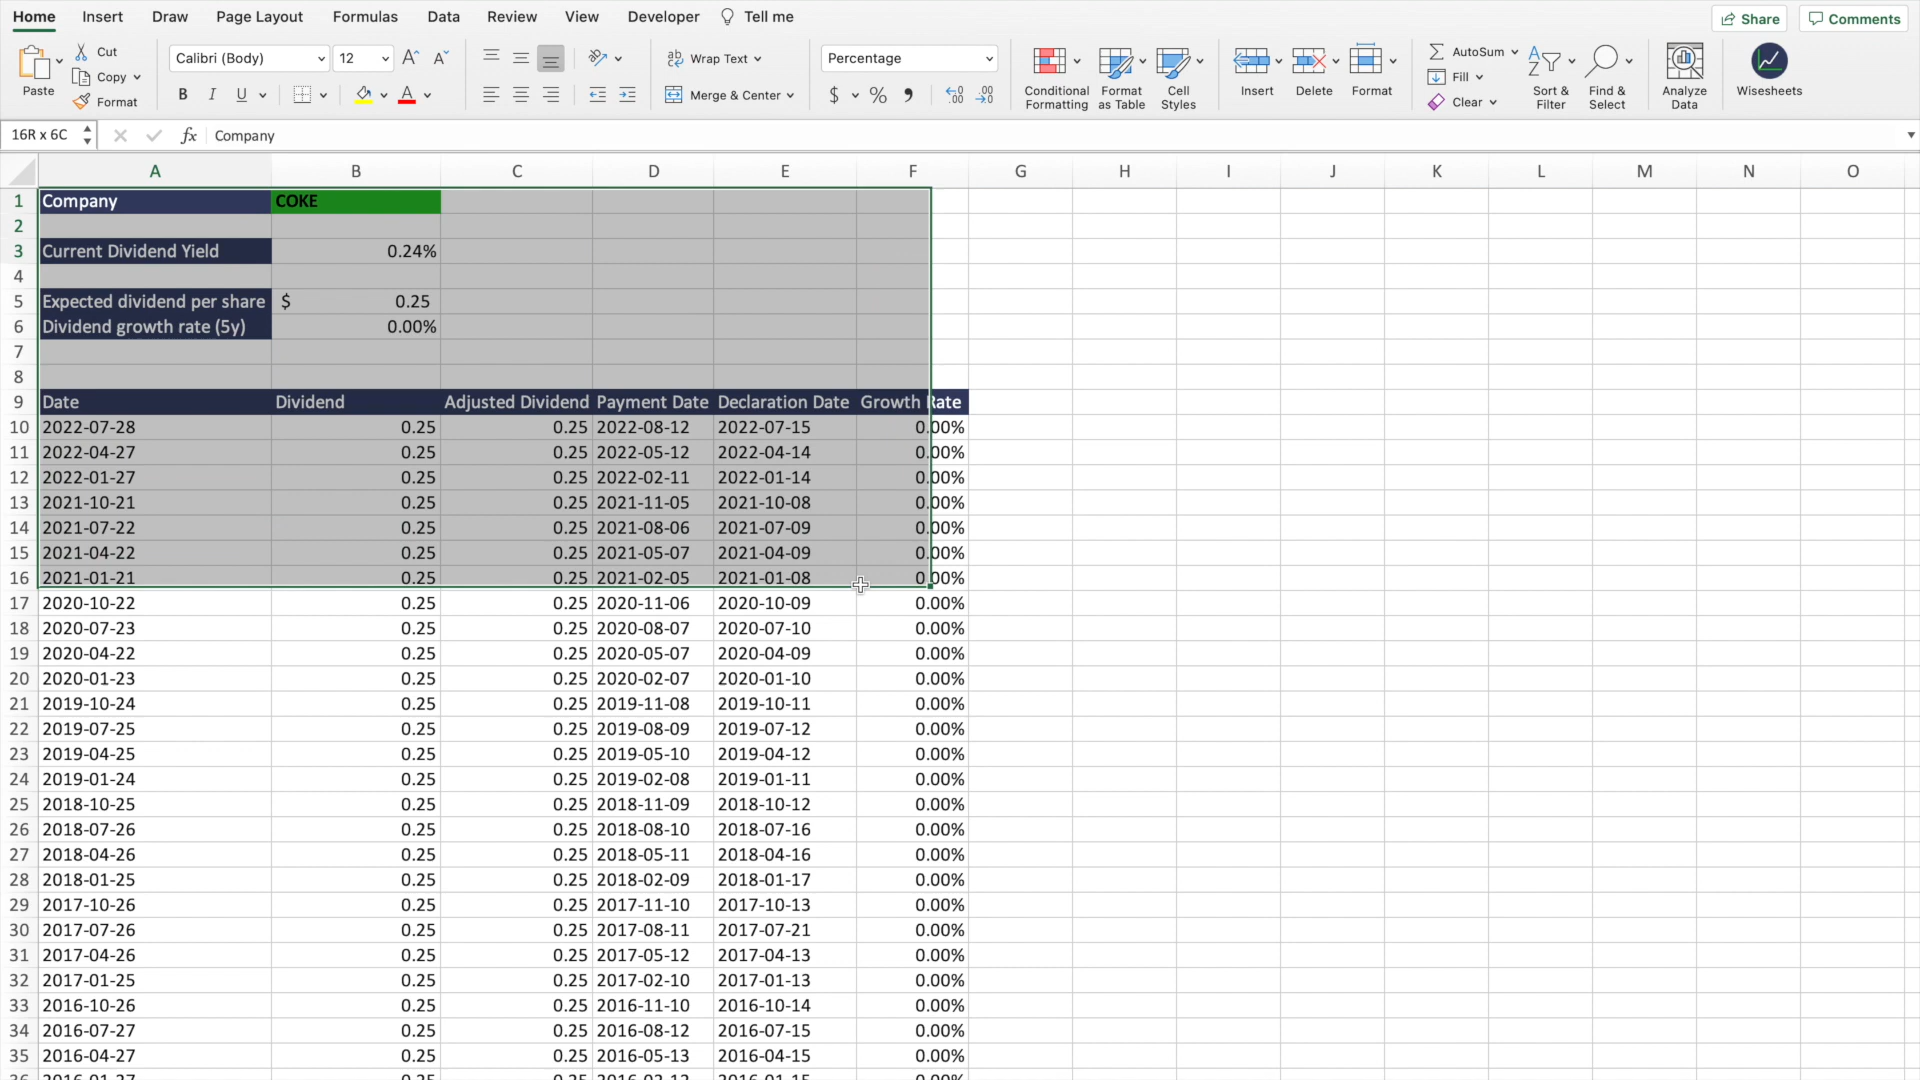 Home Insert Draw Page Layout Formulas Data Review View Developer Tell me Share Comments
Paste Cut Copy Format
Calibri (Body) 12
B I U A
Wrap Text
Merge & Center
Percentage
$ %
Conditional Formatting
Format as Table
Cell Styles
Insert Delete Format
AutoSum
Fill
Clear
Sort & Filter
Find & Select
Analyze Data
Wisesheets
16R x 6C fx Company
A B C D E F G H I J K L M N O
1 Company COKE
2
3 Current Dividend Yield 0.24%
4
5 Expected dividend per share $ 0.25
6 Dividend growth rate (5y) 0.00%
7
8
9 Date Dividend Adjusted Dividend Payment Date Declaration Date Growth Rate
10 2022-07-28 0.25 0.25 2022-08-12 2022-07-15 0.00%
11 2022-04-27 0.25 0.25 2022-05-12 2022-04-14 0.00%
12 2022-01-27 0.25 0.25 2022-02-11 2022-01-14 0.00%
13 2021-10-21 0.25 0.25 2021-11-05 2021-10-08 0.00%
14 2021-07-22 0.25 0.25 2021-08-06 2021-07-09 0.00%
15 2021-04-22 0.25 0.25 2021-05-07 2021-04-09 0.00%
16 2021-01-21 0.25 0.25 2021-02-05 2021-01-08 0.00%
17 2020-10-22 0.25 0.25 2020-11-06 2020-10-09 0.00%
18 2020-07-23 0.25 0.25 2020-08-07 2020-07-10 0.00%
19 2020-04-22 0.25 0.25 2020-05-07 2020-04-09 0.00%
20 2020-01-23 0.25 0.25 2020-02-07 2020-01-10 0.00%
21 2019-10-24 0.25 0.25 2019-11-08 2019-10-11 0.00%
22 2019-07-25 0.25 0.25 2019-08-09 2019-07-12 0.00%
23 2019-04-25 0.25 0.25 2019-05-10 2019-04-12 0.00%
24 2019-01-24 0.25 0.25 2019-02-08 2019-01-11 0.00%
25 2018-10-25 0.25 0.25 2018-11-09 2018-10-12 0.00%
26 2018-07-26 0.25 0.25 2018-08-10 2018-07-16 0.00%
27 2018-04-26 0.25 0.25 2018-05-11 2018-04-16 0.00%
28 2018-01-25 0.25 0.25 2018-02-09 2018-01-17 0.00%
29 2017-10-26 0.25 0.25 2017-11-10 2017-10-13 0.00%
30 2017-07-26 0.25 0.25 2017-08-11 2017-07-21 0.00%
31 2017-04-26 0.25 0.25 2017-05-12 2017-04-13 0.00%
32 2017-01-25 0.25 0.25 2017-02-10 2017-01-13 0.00%
33 2016-10-26 0.25 0.25 2016-11-10 2016-10-14 0.00%
34 2016-07-27 0.25 0.25 2016-08-12 2016-07-15 0.00%
35 2016-04-27 0.25 0.25 2016-05-13 2016-04-15 0.00%